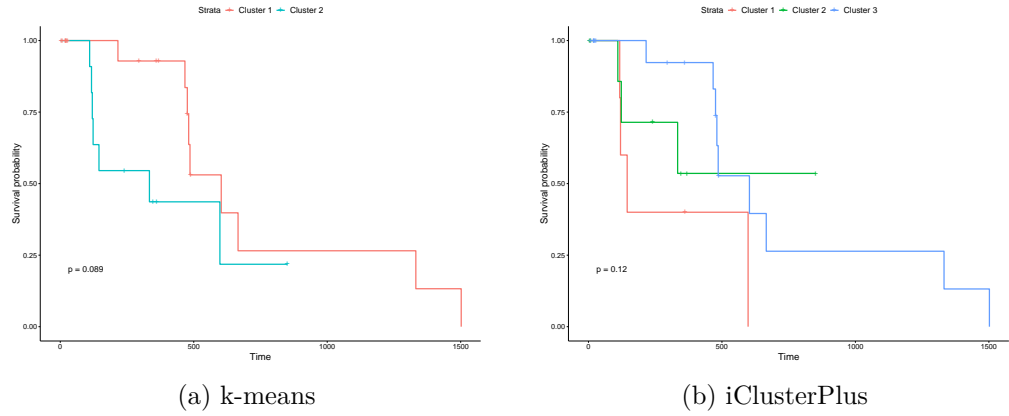 Strata Cluster 1 Cluster 2
1.00
0.75
0.50
0.25
0.00
Survival probability
p = 0.089
0 500 1000 1500
Time
(a) k-means
Strata Cluster 1 Cluster 2 Cluster 3
1.00
0.75
0.50
0.25
0.00
Survival probability
p = 0.12
0 500 1000 1500
Time
(b) iClusterPlus